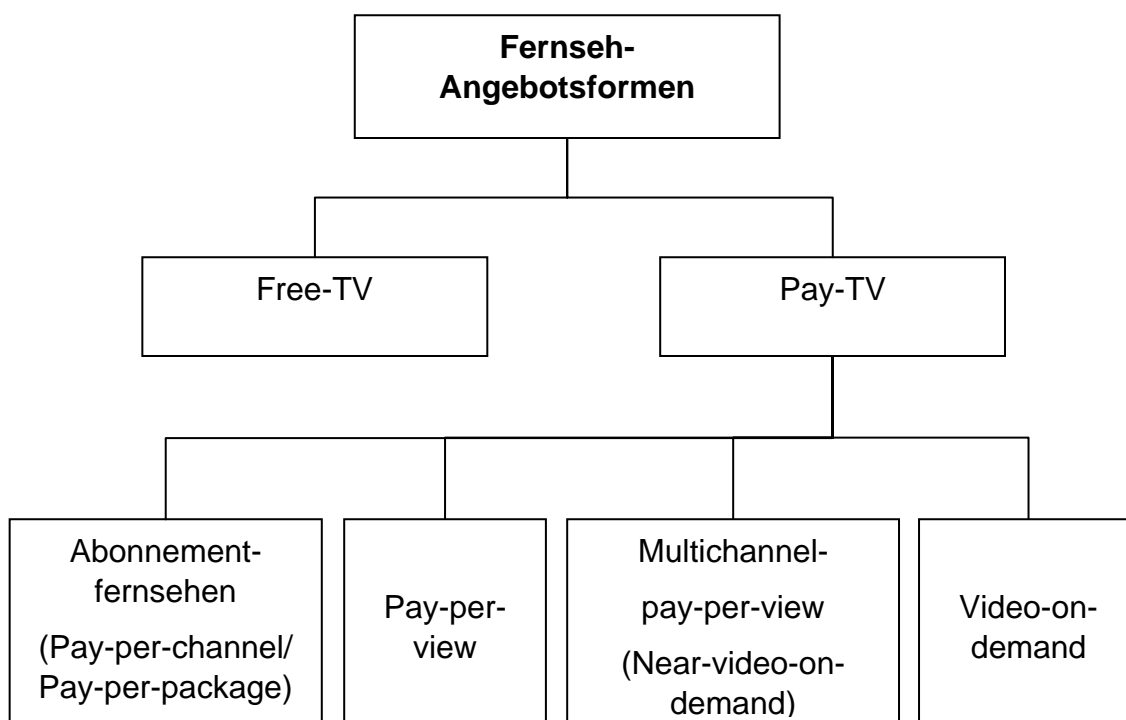 Fernseh-
Angebotsformen
Free-TV
Pay-TV
Abonnement-
fernsehen
(Pay-per-channel/
Pay-per-package)
Pay-per-
view
Multichannel-
pay-per-view
(Near-video-on-
demand)
Video-on-
demand